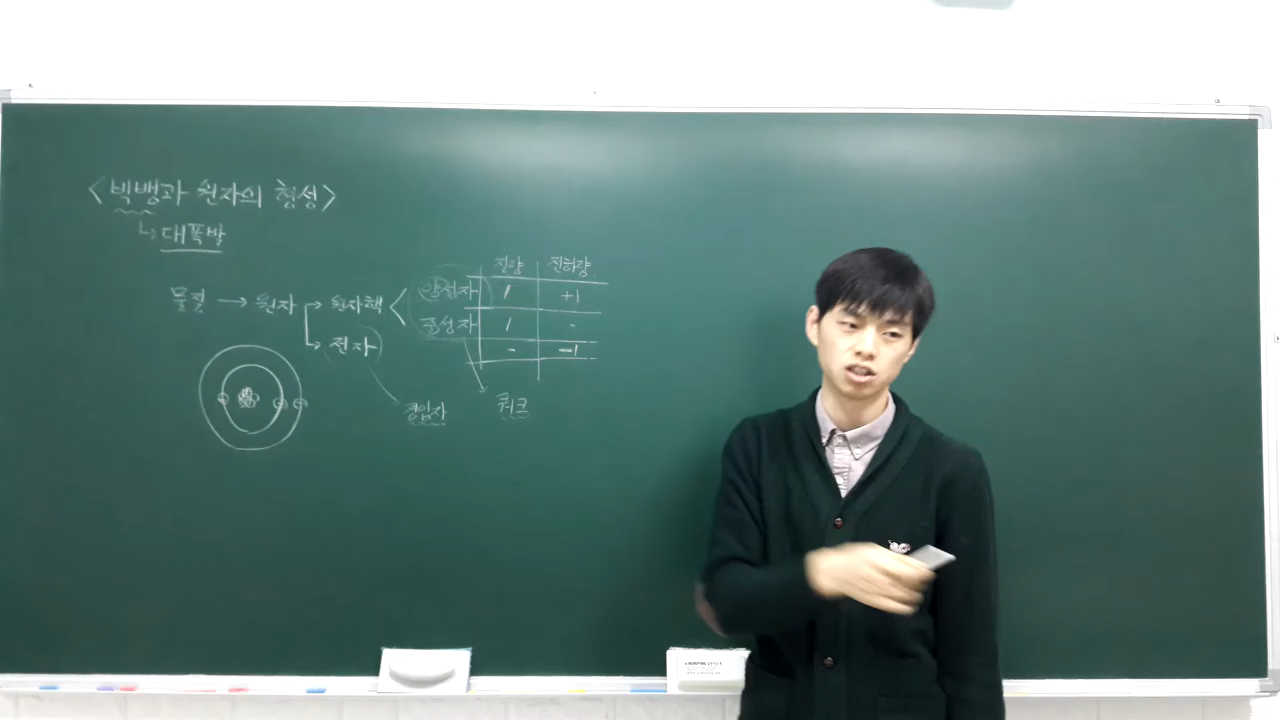 <빅뱅과 원자의 형성>
↳ 대폭발
질량 전하량
물질 → 원자 → 원자핵 < 양성자 1 +1
중성자 1 -
→ 전자 - -1
경입자 쿼크